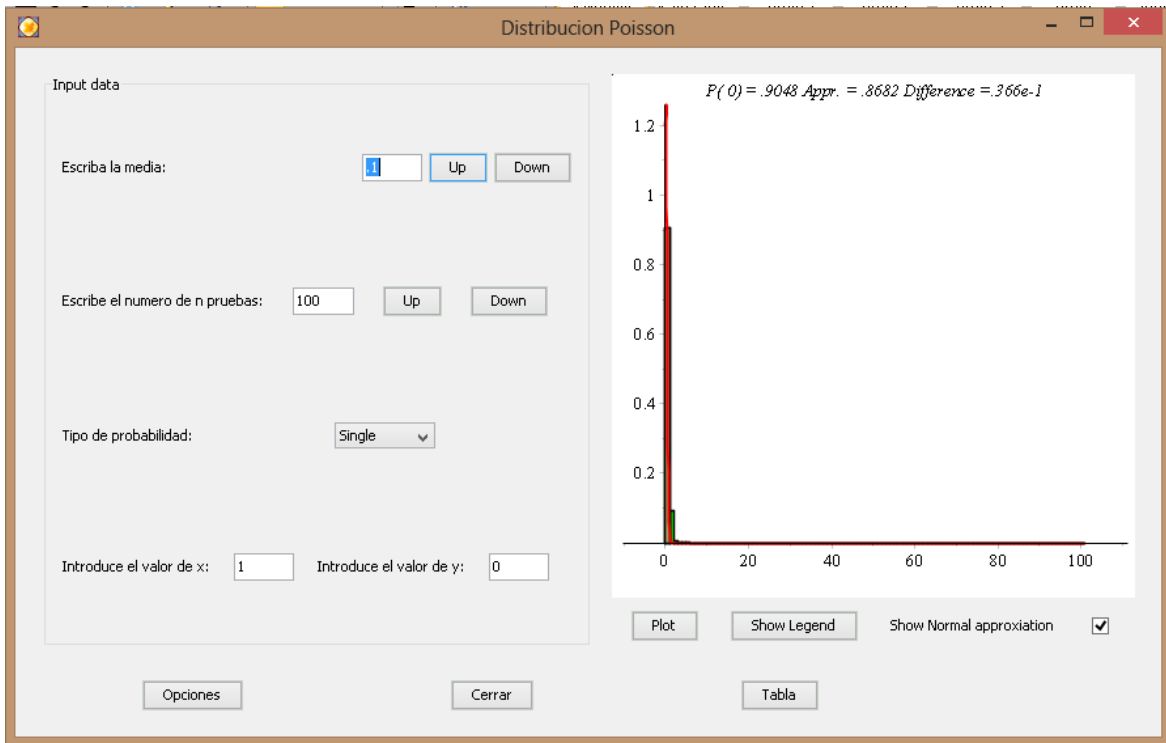 Distribucion Poisson
Input data
Escriba la media: .1 Up Down
Escribe el numero de n pruebas: 100 Up Down
Tipo de probabilidad: Single
Introduce el valor de x: 1 Introduce el valor de y: 0
P( 0) = .9048 Appr. = .8682 Difference =.366e-1
1.2
1
0.8
0.6
0.4
0.2
0 20 40 60 80 100
Plot Show Legend Show Normal approxiation
Opciones Cerrar Tabla